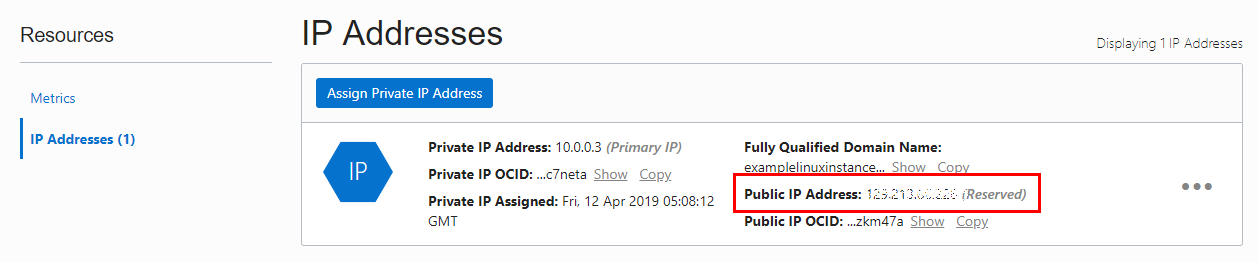 Resources
Metrics
IP Addresses (1)
IP Addresses
Displaying 1 IP Addresses
Assign Private IP Address
IP
Private IP Address: 10.0.0.3 (Primary IP)
Private IP OCID: ...c7neta Show Copy
Private IP Assigned: Fri, 12 Apr 2019 05:08:12
GMT
Fully Qualified Domain Name:
examplelinuxinstance... Show Copy
Public IP Address: (Reserved)
Public IP OCID: ...zkm47a Show Copy